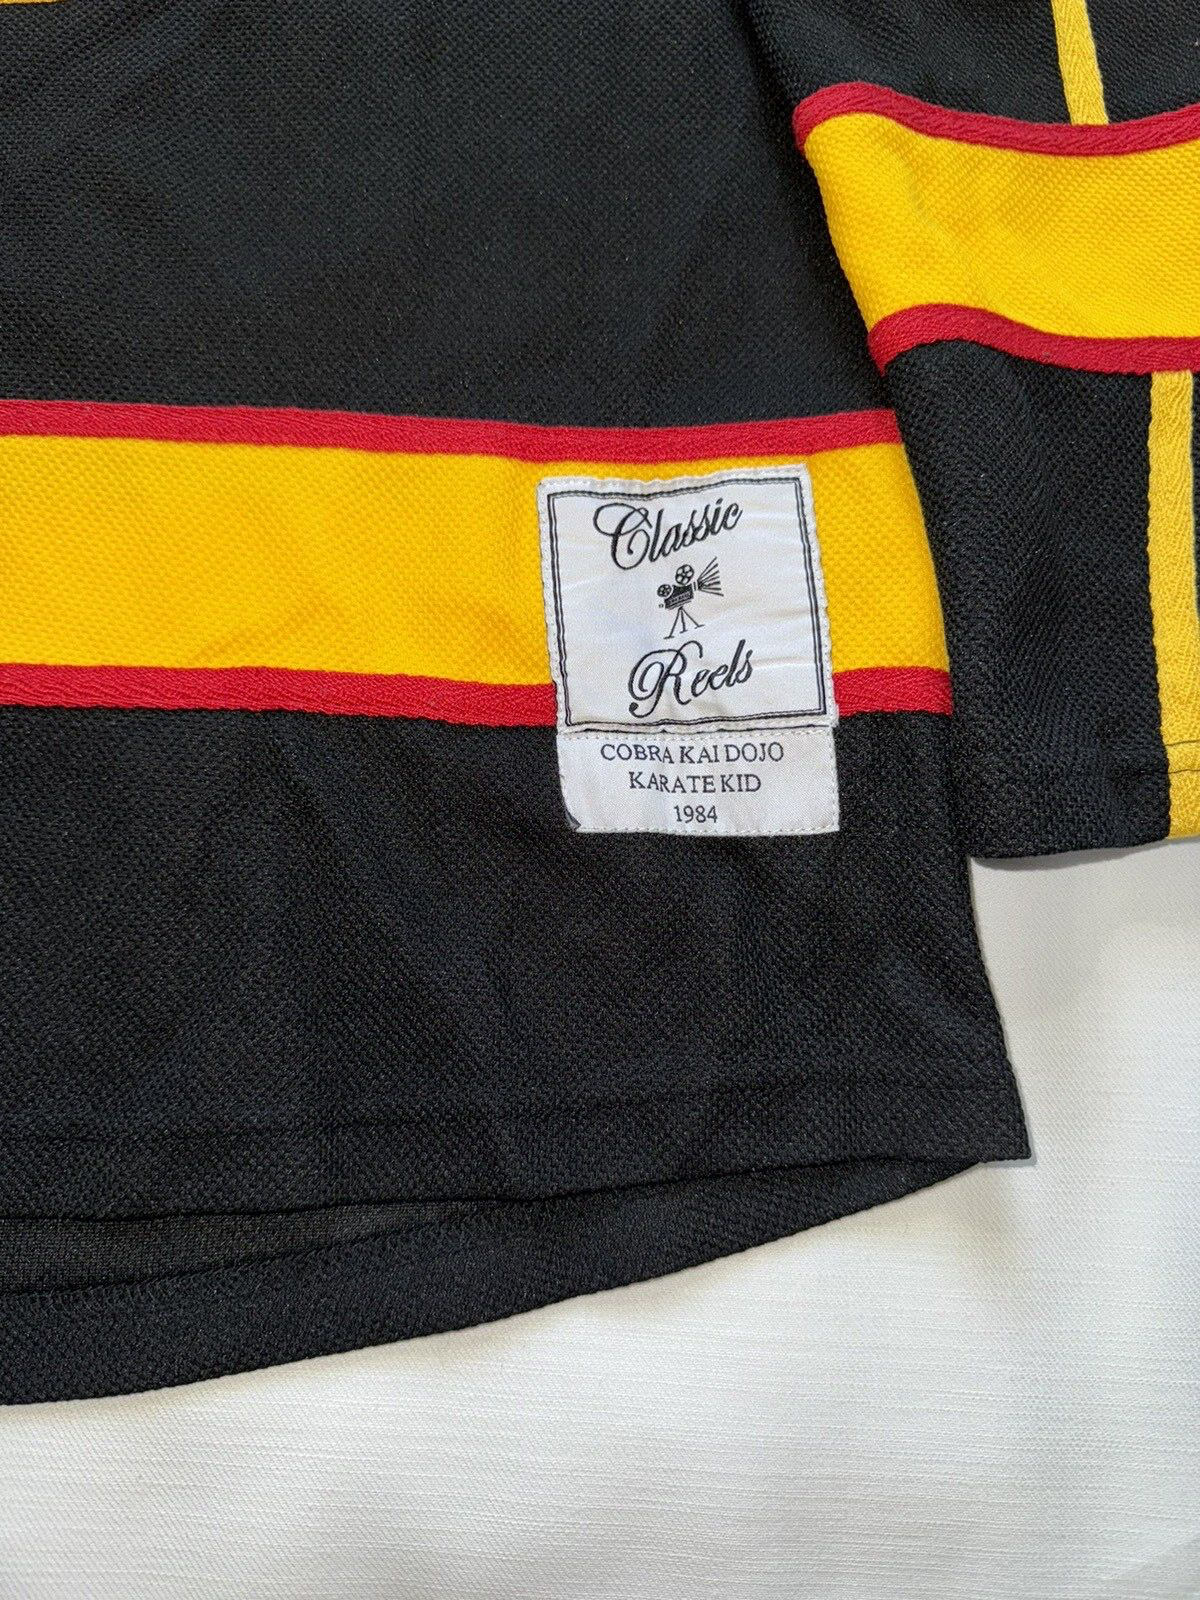 Classic
Reels
COBRA KAI DOJO
KARATE KID
1984